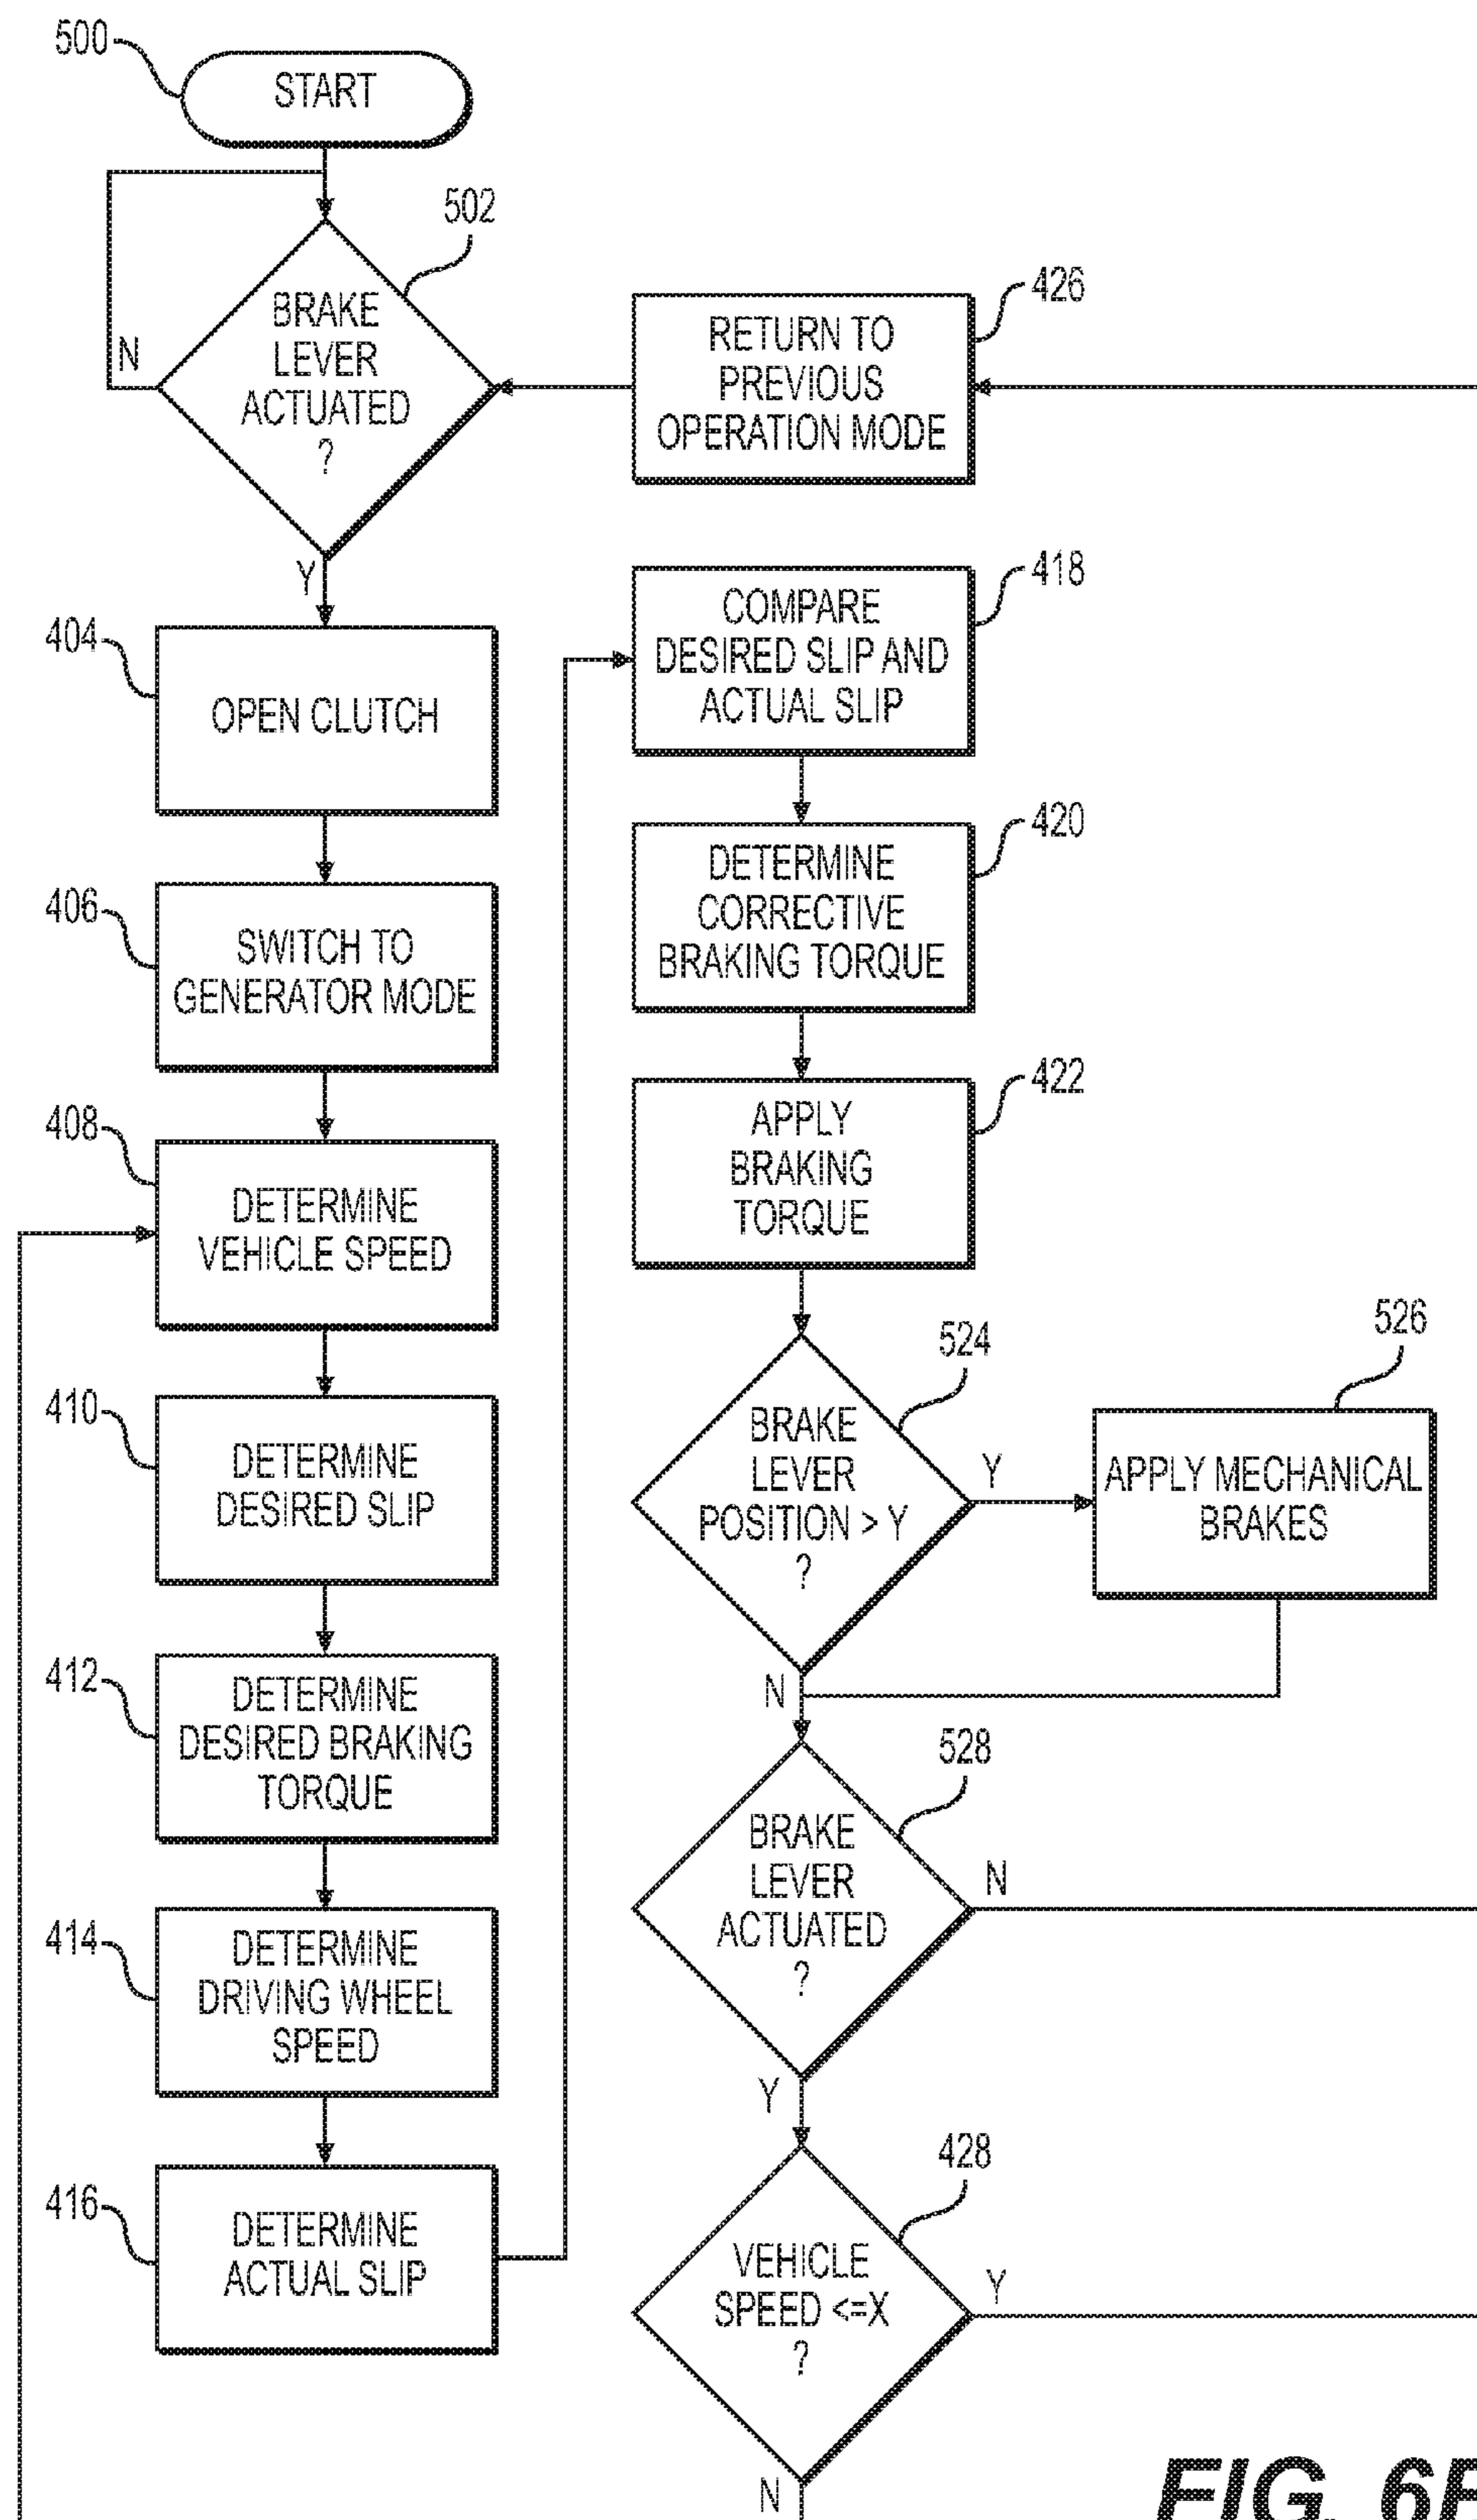 500
START
502
BRAKE
LEVER
ACTUATED
?
N
Y
426
RETURN TO
PREVIOUS
OPERATION MODE
404
OPEN CLUTCH
406
SWITCH TO
GENERATOR MODE
408
DETERMINE
VEHICLE SPEED
410
DETERMINE
DESIRED SLIP
412
DETERMINE
DESIRED BRAKING
TORQUE
414
DETERMINE
DRIVING WHEEL
SPEED
416
DETERMINE
ACTUAL SLIP
418
COMPARE
DESIRED SLIP AND
ACTUAL SLIP
420
DETERMINE
CORRECTIVE
BRAKING TORQUE
422
APPLY
BRAKING
TORQUE
524
BRAKE
LEVER
POSITION > Y
?
Y
N
526
APPLY MECHANICAL
BRAKES
528
BRAKE
LEVER
ACTUATED
?
N
Y
428
VEHICLE
SPEED <=X
?
Y
N
FIG.